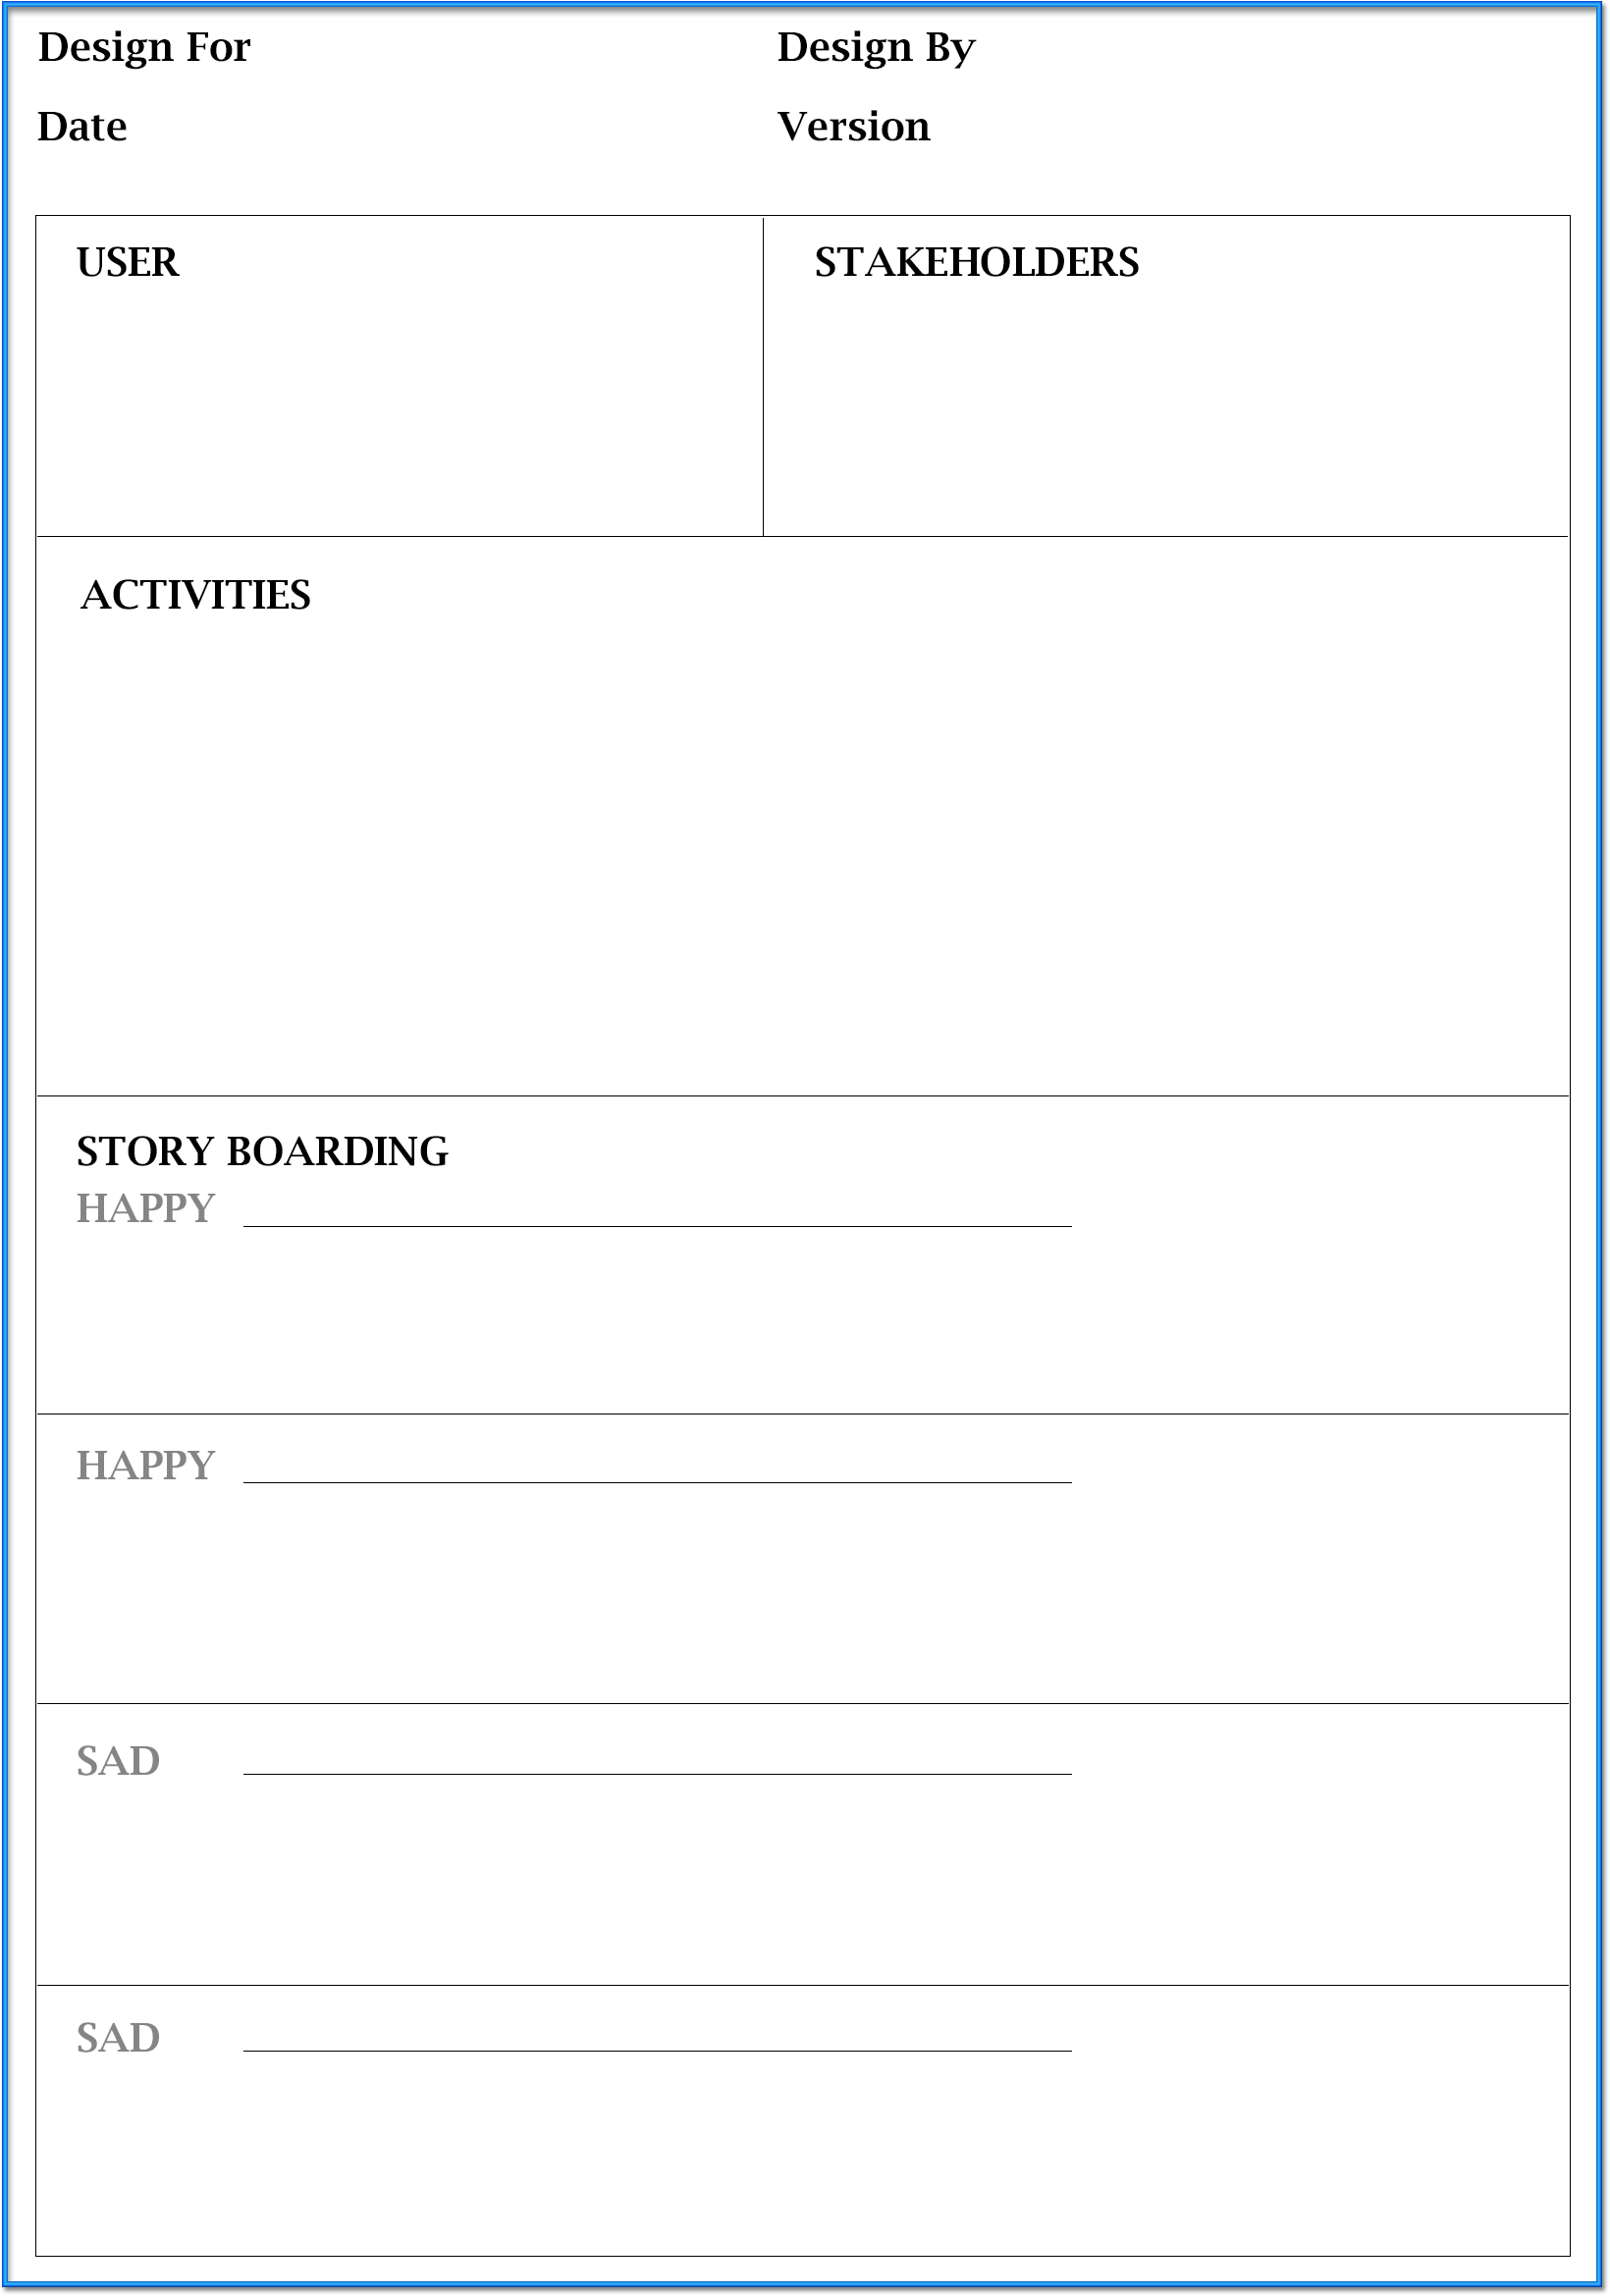 Design For
Design By
Date
Version
USER
STAKEHOLDERS
ACTIVITIES
STORY BOARDING
HAPPY
HAPPY
SAD
SAD